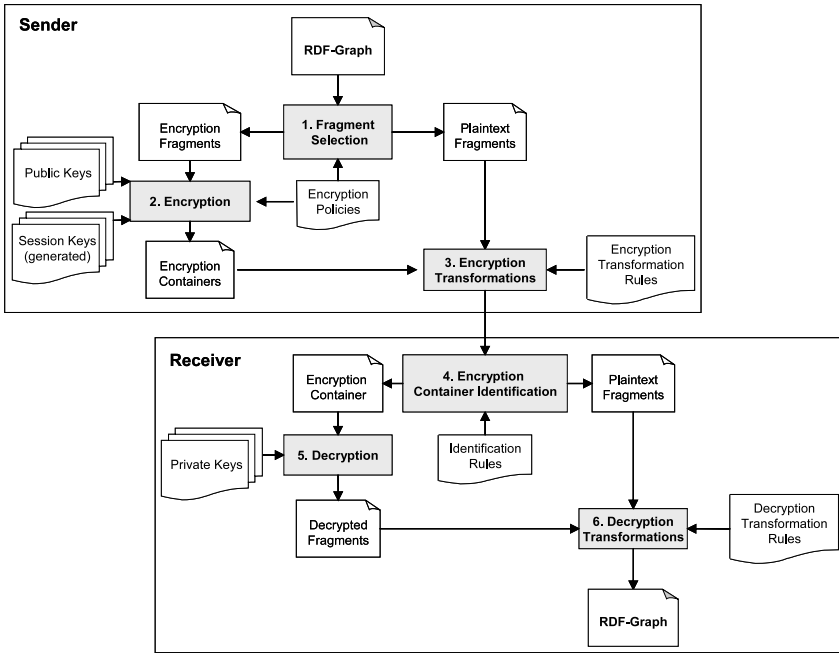 Sender
RDF-Graph
Encryption
Fragments
1. Fragment
Selection
Plaintext
Fragments
Public Keys
2. Encryption
Encryption
Policies
Session Keys
(generated)
Encryption
Containers
3. Encryption
Transformations
Encryption
Transformation
Rules
Receiver
Encryption
Container
4. Encryption
Container Identification
Plaintext
Fragments
Private Keys
5. Decryption
Identification
Rules
Decrypted
Fragments
6. Decryption
Transformations
Decryption
Transformation
Rules
RDF-Graph